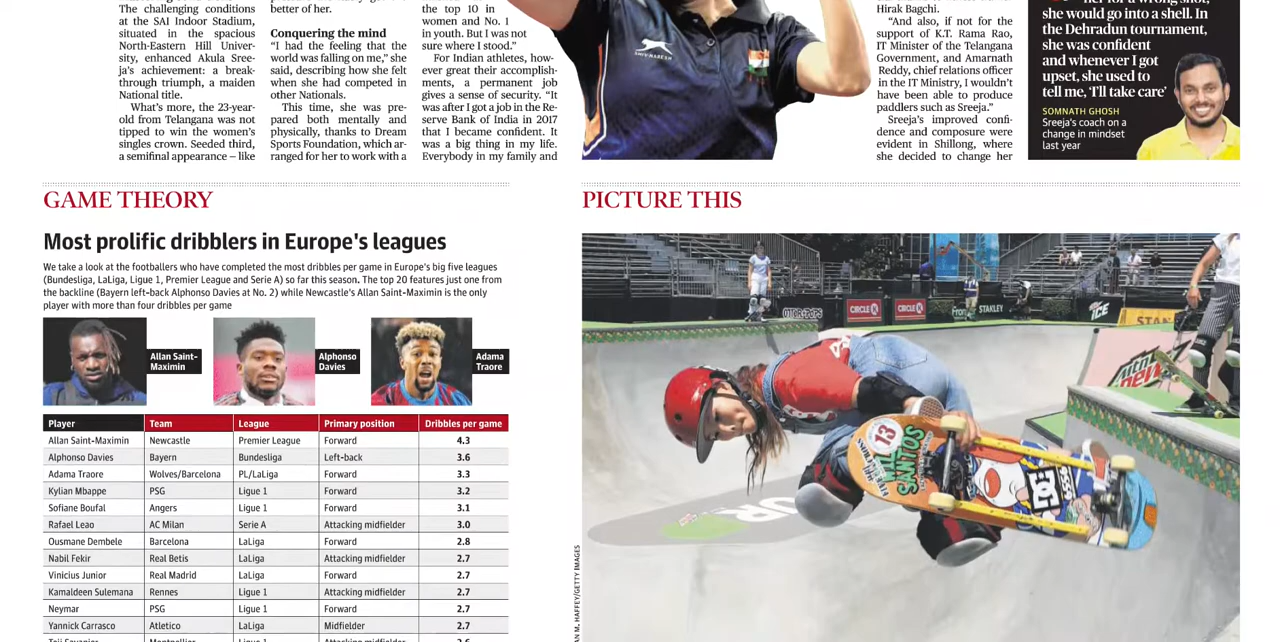 The challenging conditions
at the SAI Indoor Stadium,
situated in the spacious
North-Eastern Hill Univer-
sity, enhanced Akula Sree-
ja's achievement: a break-
through triumph, a maiden
National title.
What's more, the 23-year-
old from Telangana was not
tipped to win the women's
singles crown. Seeded third,
a semifinal appearance – like
better of her.
Conquering the mind
"I had the feeling that the
world was falling on me," she
said, describing how she felt
when she had competed in
other Nationals.
This time, she was pre-
pared both mentally and
physically, thanks to Dream
Sports Foundation, which ar-
ranged for her to work with a
the top 10 in
women and No. 1
in youth. But I was not
sure where I stood."
For Indian athletes, how-
ever great their accomplish-
ments, a permanent job
gives a sense of security. "It
was after I got a job in the Re-
serve Bank of India in 2017
that I became confident. It
was a big thing in my life.
Everybody in my family and
SHIV-NARESH
Hirak Bagchi.
"And also, if not for the
support of K.T. Rama Rao,
IT Minister of the Telangana
Government, and Amarnath
Reddy, chief relations officer
in the IT Ministry, I wouldn't
have been able to produce
paddlers such as Sreeja."
Sreeja's improved confi-
dence and composure were
evident in Shillong, where
she decided to change her
her for a wrong shot,
she would go into a shell. In
the Dehradun tournament,
she was confident
and whenever I got
upset, she used to
tell me, 'I'll take care'
SOMNATH GHOSH
Sreeja's coach on a
change in mindset
last year
GAME THEORY
Most prolific dribblers in Europe's leagues
We take a look at the footballers who have completed the most dribbles per game in Europe's big five leagues
(Bundesliga, LaLiga, Ligue 1, Premier League and Serie A) so far this season. The top 20 features just one from
the backline (Bayern left-back Alphonso Davies at No. 2) while Newcastle's Allan Saint-Maximin is the only
player with more than four dribbles per game
Allan Saint-
Maximin
Alphonso
Davies
Adama
Traore
Player Team League Primary position Dribbles per game
Allan Saint-Maximin Newcastle Premier League Forward 4.3
Alphonso Davies Bayern Bundesliga Left-back 3.6
Adama Traore Wolves/Barcelona PL/LaLiga Forward 3.3
Kylian Mbappe PSG Ligue 1 Forward 3.2
Sofiane Boufal Angers Ligue 1 Forward 3.1
Rafael Leao AC Milan Serie A Attacking midfielder 3.0
Ousmane Dembele Barcelona LaLiga Forward 2.8
Nabil Fekir Real Betis LaLiga Attacking midfielder 2.7
Vinicius Junior Real Madrid LaLiga Forward 2.7
Kamaldeen Sulemana Rennes Ligue 1 Attacking midfielder 2.7
Neymar PSG Ligue 1 Forward 2.7
Yannick Carrasco Atletico LaLiga Midfielder 2.7
PICTURE THIS
CIRCLE K
CIRCLE K
From
STANLEY
ICE
STAN
mtn
dew
UR
13
SANTOS
DC
M. HAFFEY/GETTY IMAGES